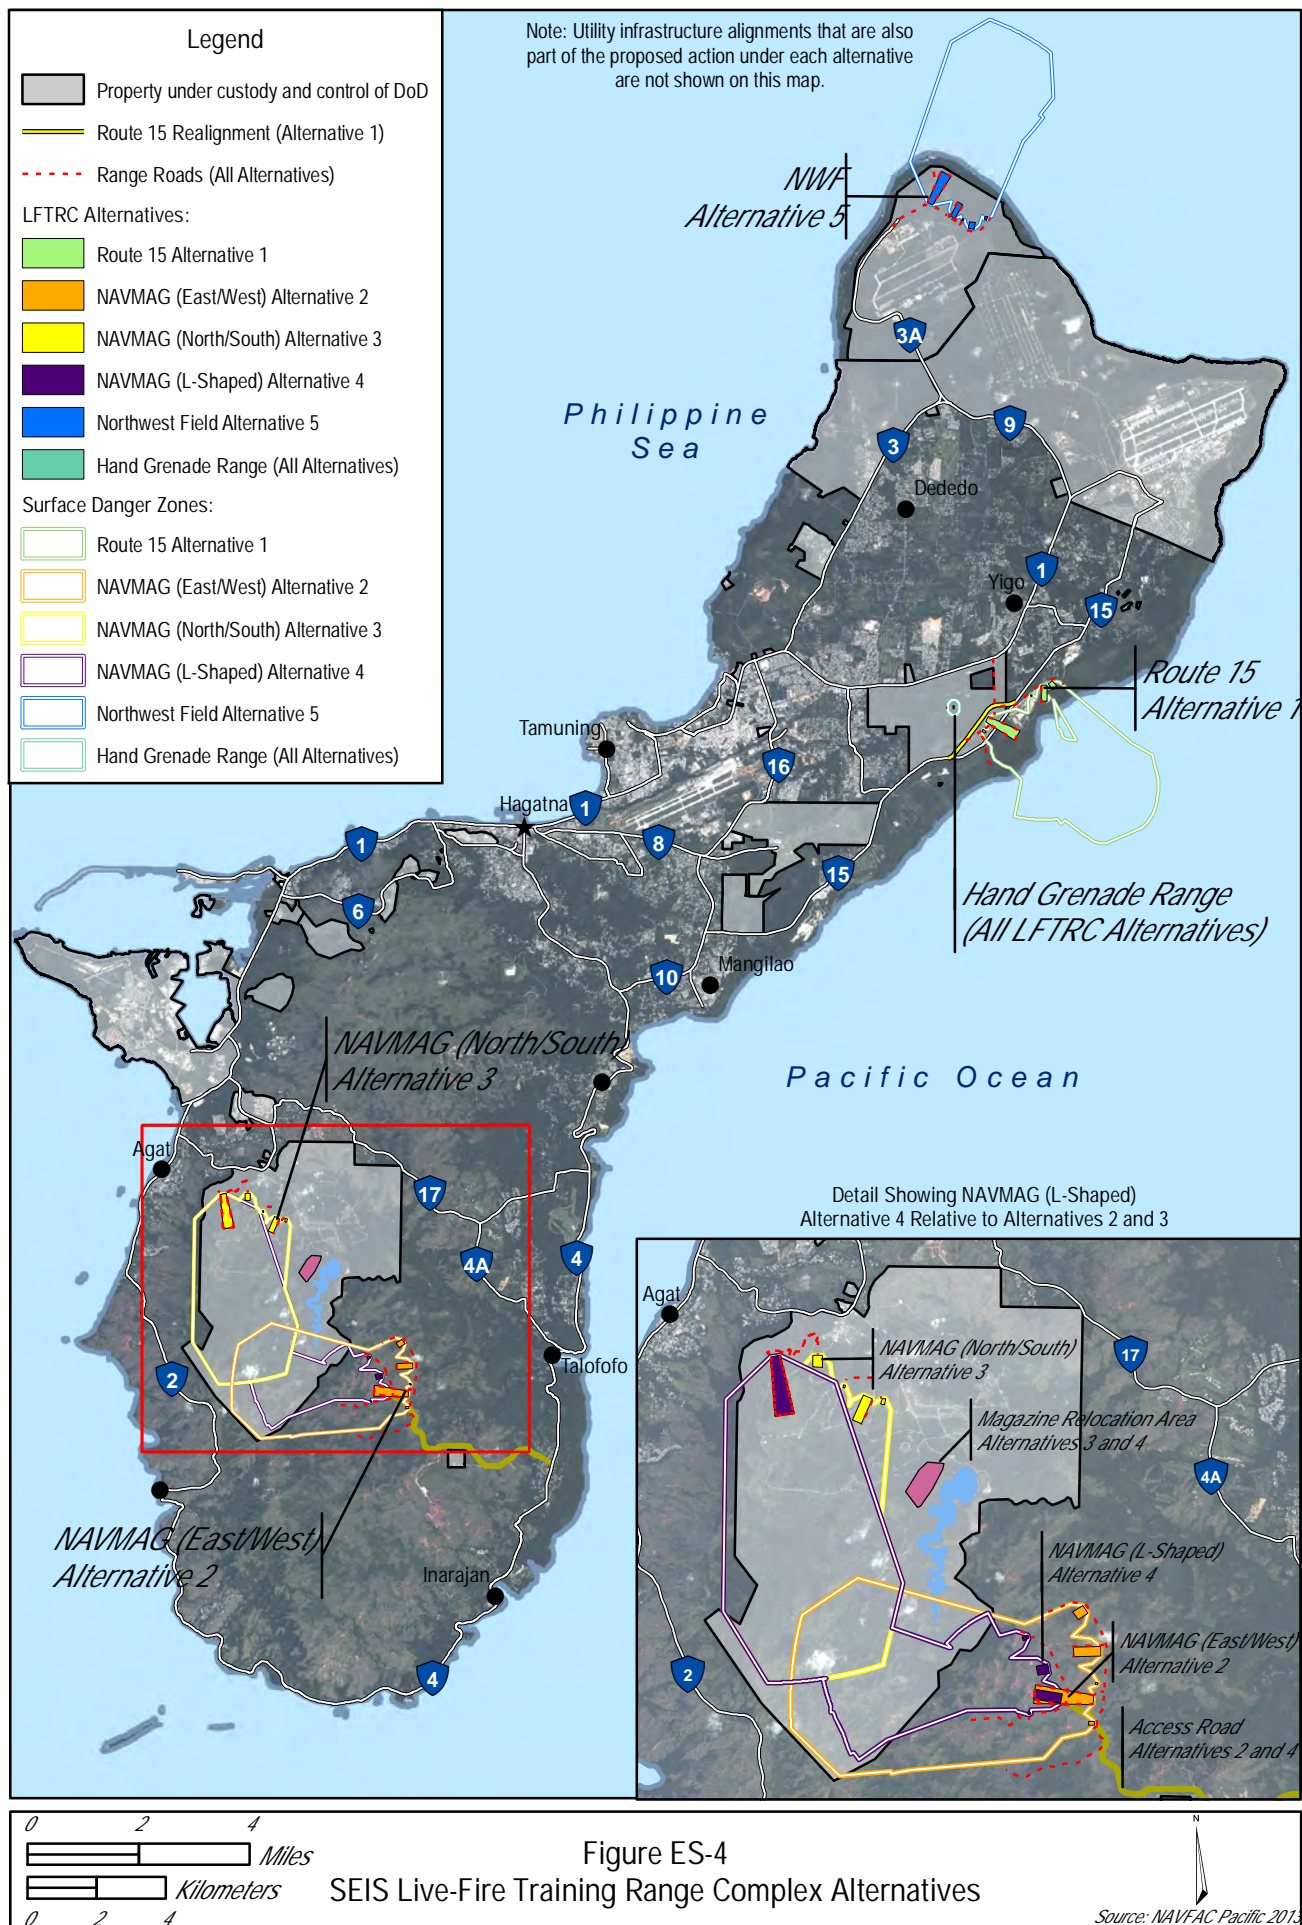 Legend
Property under custody and control of DoD
Route 15 Realignment (Alternative 1)
Range Roads (All Alternatives)
LFTRC Alternatives:
Route 15 Alternative 1
NAVMAG (East/West) Alternative 2
NAVMAG (North/South) Alternative 3
NAVMAG (L-Shaped) Alternative 4
Northwest Field Alternative 5
Hand Grenade Range (All Alternatives)
Surface Danger Zones:
Route 15 Alternative 1
NAVMAG (East/West) Alternative 2
NAVMAG (North/South) Alternative 3
NAVMAG (L-Shaped) Alternative 4
Northwest Field Alternative 5
Hand Grenade Range (All Alternatives)
Note: Utility infrastructure alignments that are also
part of the proposed action under each alternative
are not shown on this map.
NWF
Alternative 5
3A
Philippine
Sea
3
9
Dededo
1
Yigo
15
Route 15
Alternative 1
Tamuning
16
Hagatna
1
1
8
15
6
Hand Grenade Range
(All LFTRC Alternatives)
10
Mangilao
NAVMAG (North/South)
Alternative 3
Pacific Ocean
Agat
17
4A
4
2
Talofofo
NAVMAG (East/West)
Alternative 2
Inarajan
4
Detail Showing NAVMAG (L-Shaped)
Alternative 4 Relative to Alternatives 2 and 3
Agat
NAVMAG (North/South)
Alternative 3
17
Magazine Relocation Area
Alternatives 3 and 4
4A
NAVMAG (L-Shaped)
Alternative 4
NAVMAG (East/West)
Alternative 2
2
Access Road
Alternatives 2 and 4
0 2 4
Miles
Kilometers
0 2 4
Figure ES-4
SEIS Live-Fire Training Range Complex Alternatives
N
Source: NAVFAC Pacific 2013